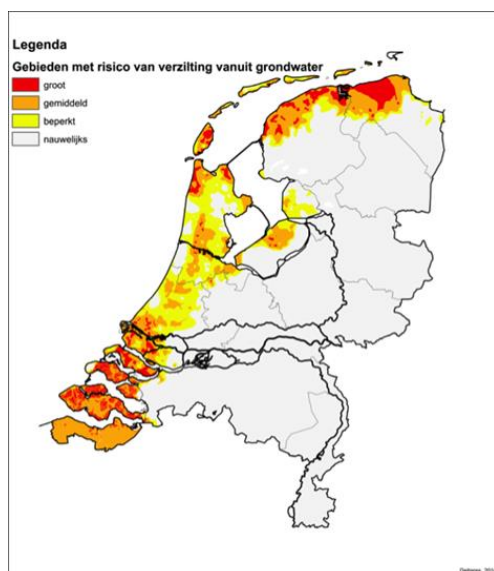 Legenda
Gebieden met risico van verzilting vanuit grondwater
groot
gemiddeld
beperkt
nauwelijks